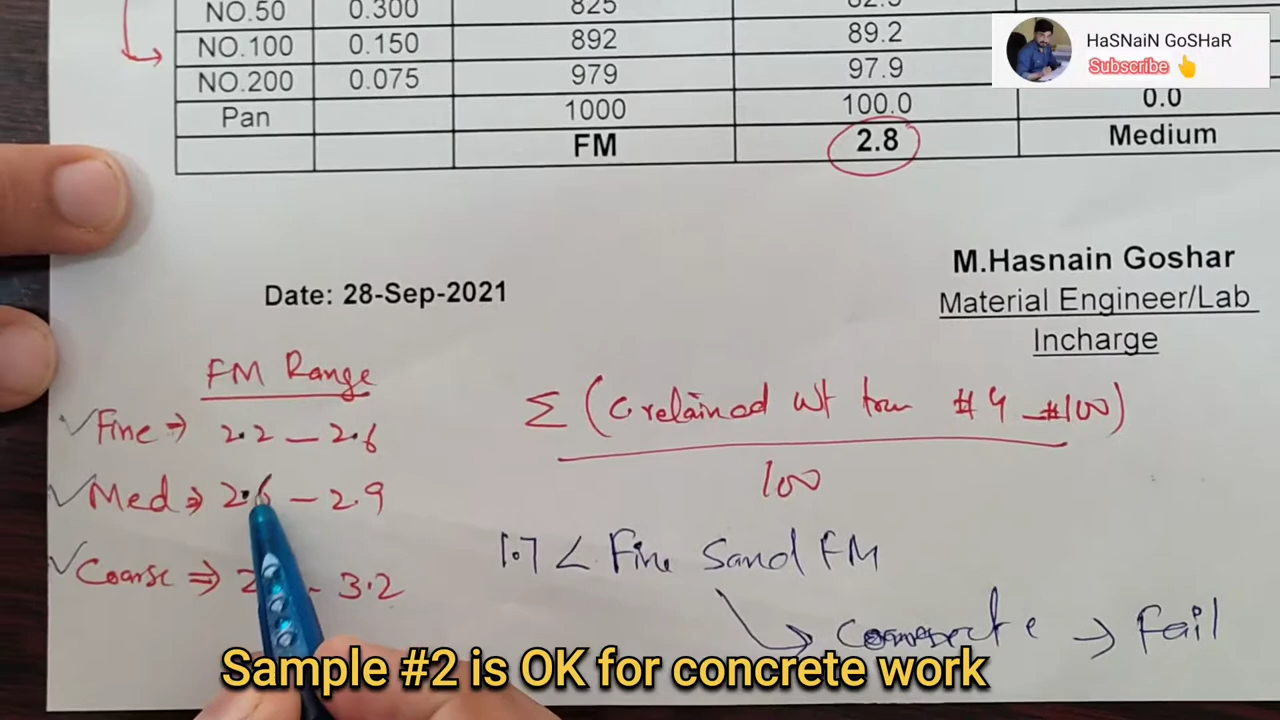 NO.50 0.300 825 82.5
NO.100 0.150 892 89.2
NO.200 0.075 979 97.9
Pan 1000 100.0 0.0
FM 2.8 Medium
HaSNaiN GoSHaR
Subscribe
Date: 28-Sep-2021
M.Hasnain Goshar
Material Engineer/Lab
Incharge
FM Range
Fine ⇒ 2.2 – 2.6
Med ⇒ 2.6 – 2.9
Coarse ⇒ 2 – 3.2
Σ (C retained wt from #4 – #100)
100
1.7 < Fine Sand FM
→ Fail
Sample #2 is OK for concrete work